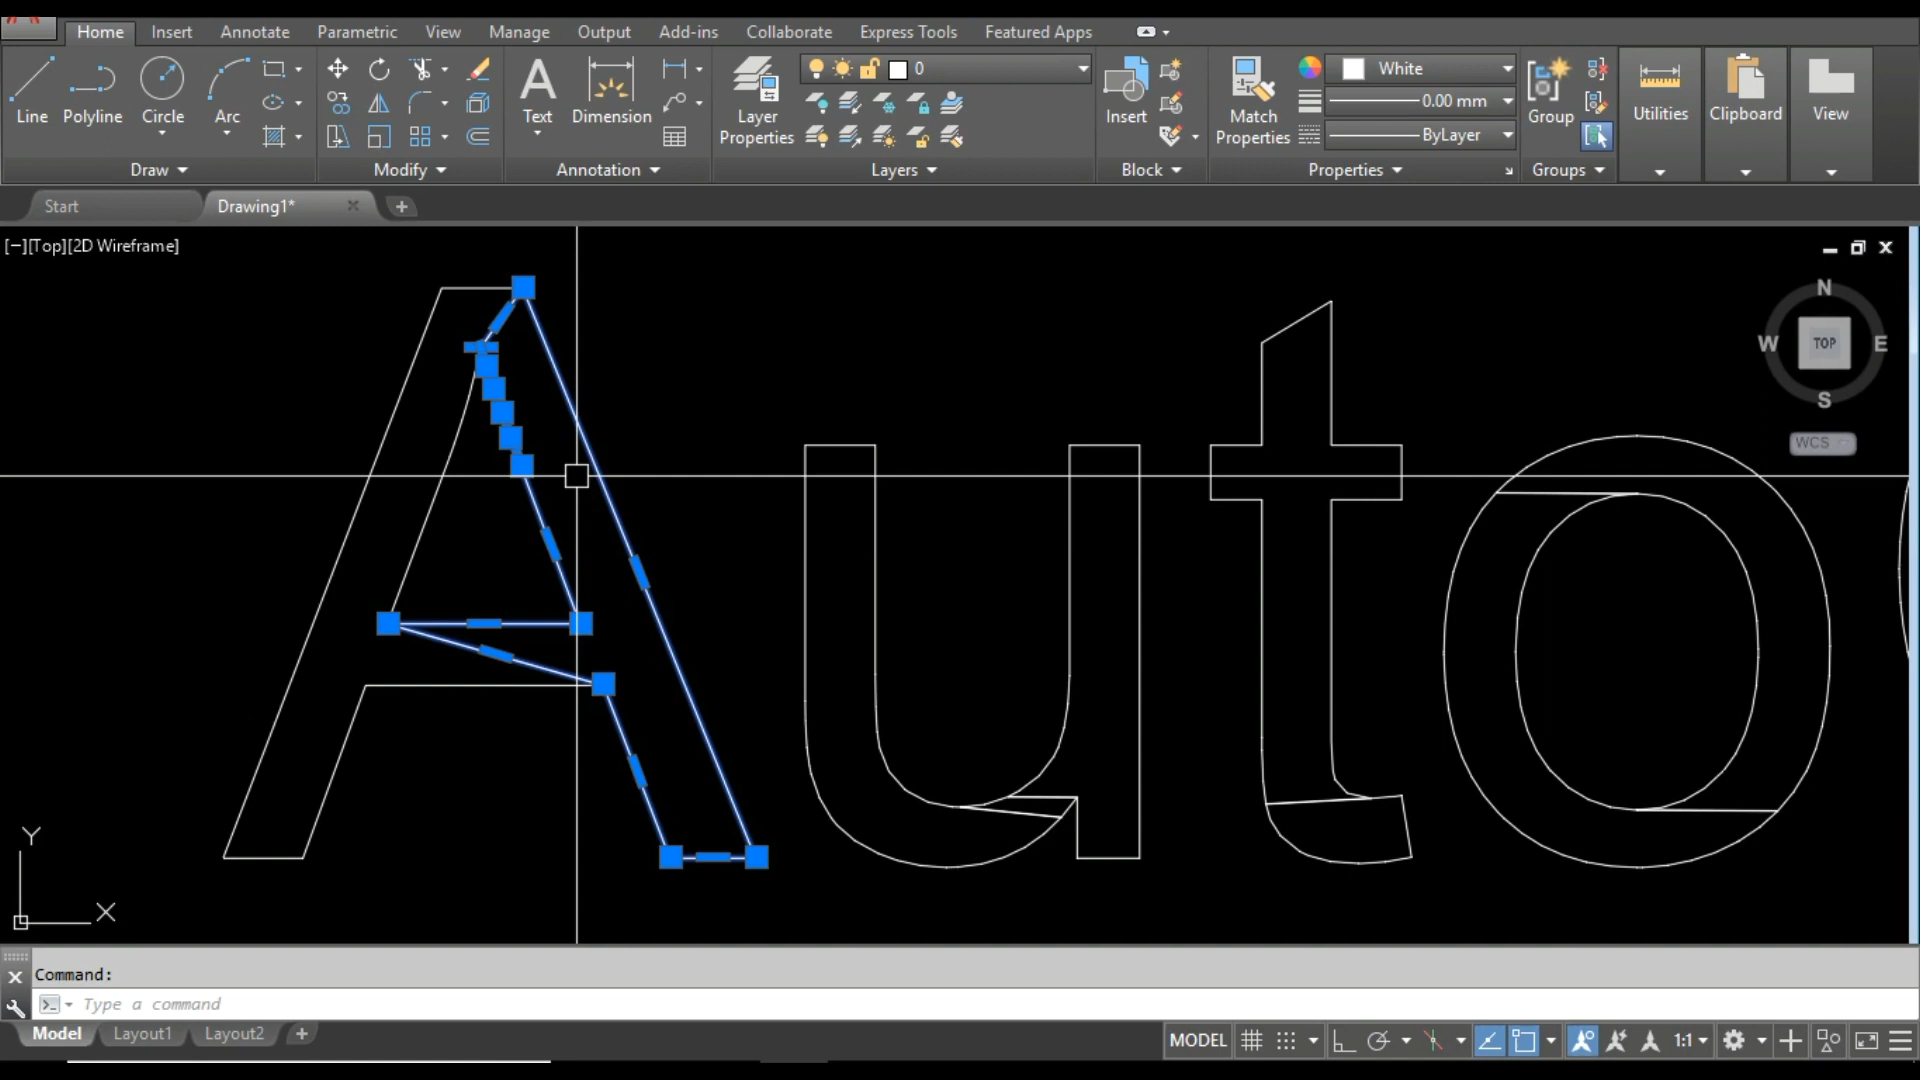 Home Insert Annotate Parametric View Manage Output Add-ins Collaborate Express Tools Featured Apps
0 White
0.00 mm
Line Polyline Circle Arc Text Dimension Layer Properties Insert Match Properties ByLayer Group Utilities Clipboard View
Draw Modify Annotation Layers Block Properties Groups
Start Drawing1*
[−][Top][2D Wireframe]
N
W TOP E
S
WCS
Auto
Y
X
Command:
Type a command
Model Layout1 Layout2
MODEL 1:1